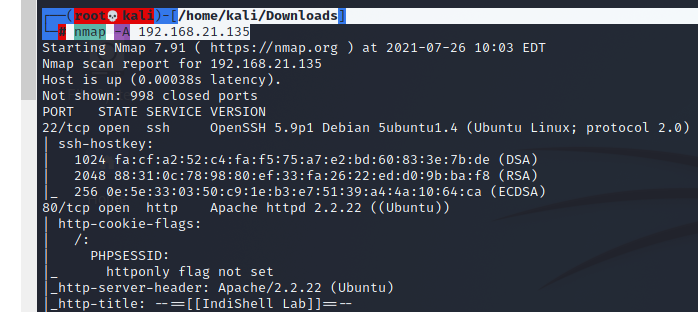 ┌──(root💀kali)-[/home/kali/Downloads]
└─# nmap -A 192.168.21.135
Starting Nmap 7.91 ( https://nmap.org ) at 2021-07-26 10:03 EDT
Nmap scan report for 192.168.21.135
Host is up (0.00038s latency).
Not shown: 998 closed ports
PORT   STATE SERVICE VERSION
22/tcp open  ssh     OpenSSH 5.9p1 Debian 5ubuntu1.4 (Ubuntu Linux; protocol 2.0)
| ssh-hostkey:
|   1024 fa:cf:a2:52:c4:fa:f5:75:a7:e2:bd:60:83:3e:7b:de (DSA)
|   2048 88:31:0c:78:98:80:ef:33:fa:26:22:ed:d0:9b:ba:f8 (RSA)
|_  256 0e:5e:33:03:50:c9:1e:b3:e7:51:39:a4:4a:10:64:ca (ECDSA)
80/tcp open  http    Apache httpd 2.2.22 ((Ubuntu))
| http-cookie-flags:
|   /:
|     PHPSESSID:
|_      httponly flag not set
|_http-server-header: Apache/2.2.22 (Ubuntu)
|_http-title: --==[[IndiShell Lab]]==--